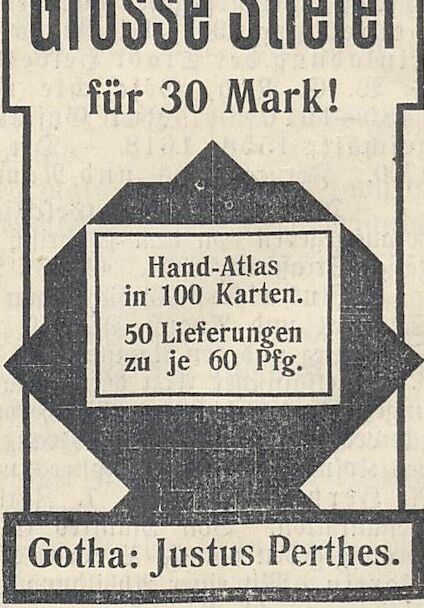 Grosse Stieler
für 30 Mark!
Hand-Atlas
in 100 Karten.
50 Lieferungen
zu je 60 Pfg.
Gotha: Justus Perthes.